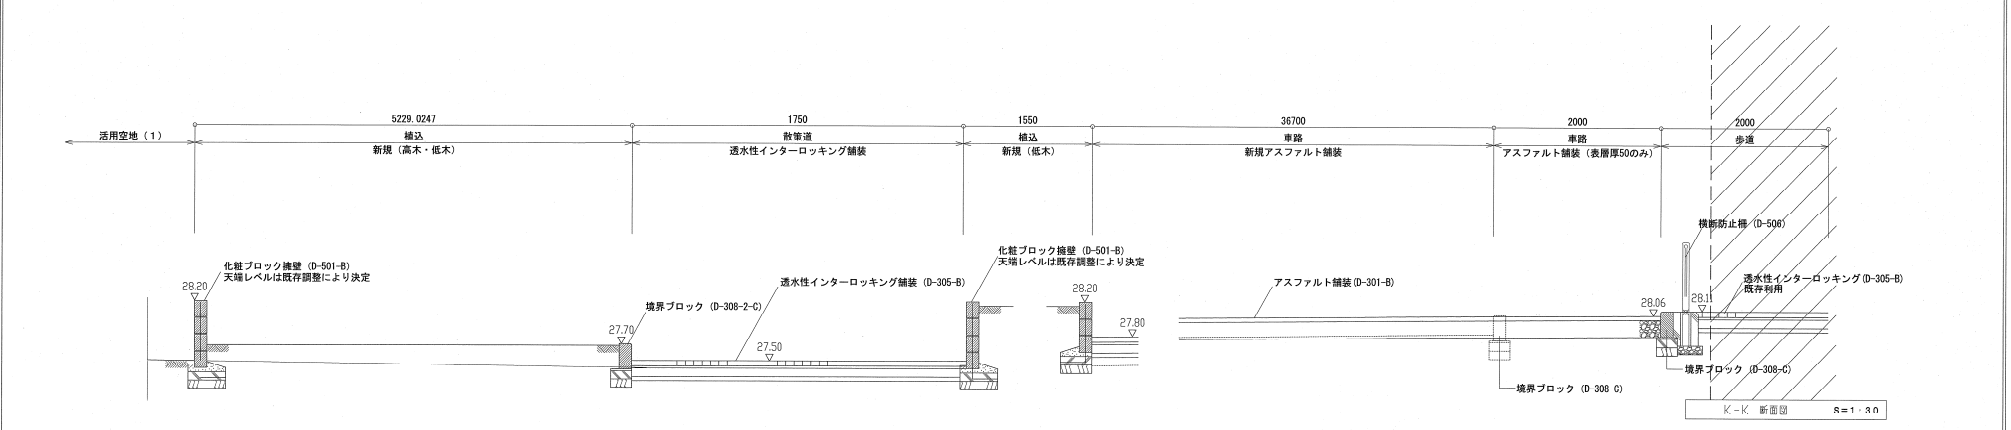 5229.0247
1750
1550
36700
2000
2000
活用空地（1）
植込
散策道
植込
車路
車路
歩道
新規（高木・低木）
透水性インターロッキング舗装
新規（低木）
新規アスファルト舗装
アスファルト舗装（表層厚50のみ）
横断防止柵（D-506）
化粧ブロック擁壁（D-501-B）
天端レベルは既存調整により決定
化粧ブロック擁壁（D-501-B）
天端レベルは既存調整により決定
28.20
透水性インターロッキング舗装（D-305-B）
28.20
アスファルト舗装（D-301-B）
透水性インターロッキング（D-305-B）
既存利用
境界ブロック（D-308-2-C）
28.06
28.11
27.70
27.80
27.50
境界ブロック（D-308-C）
境界ブロック（D 308 C）
K－K 断面図 S=1:30